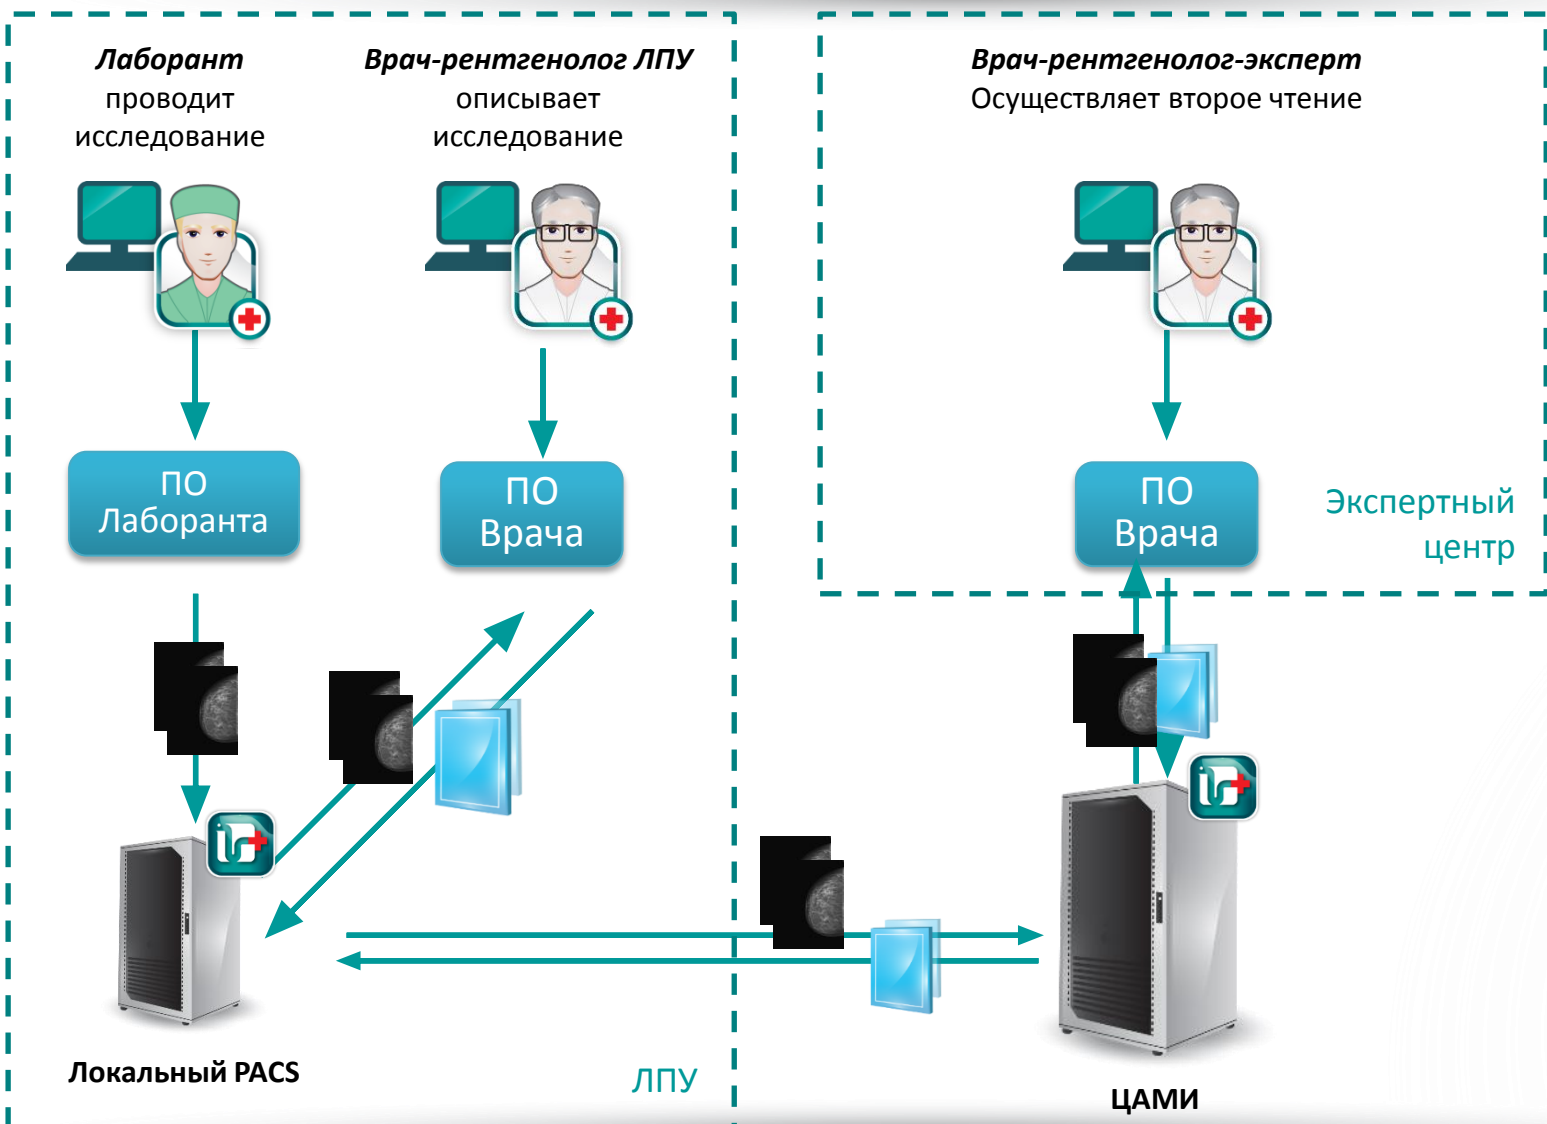 Лаборант
проводит
исследование
Врач-рентгенолог ЛПУ
описывает
исследование
Врач-рентгенолог-эксперт
Осуществляет второе чтение
ПО
Лаборанта
ПО
Врача
ПО
Врача
Экспертный
центр
Локальный PACS
ЛПУ
ЦАМИ